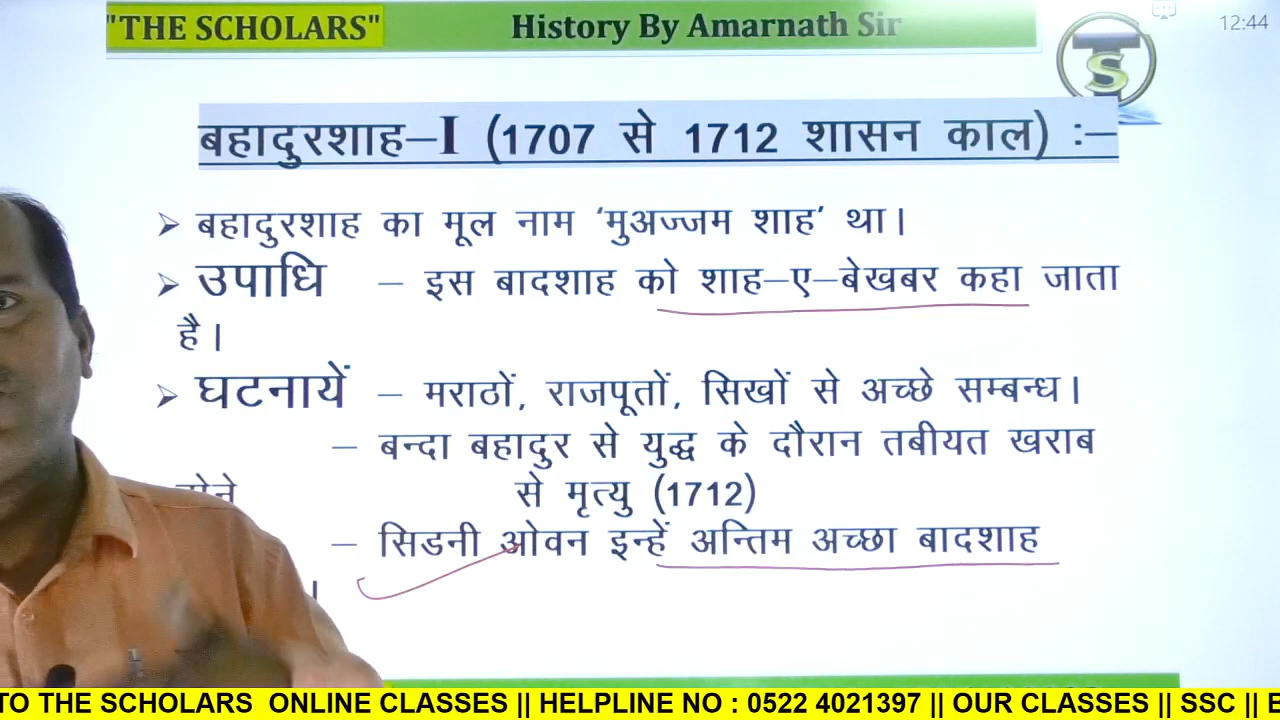 "THE SCHOLARS"
History By Amarnath Sir
12:44
TS
बहादुरशाह–I (1707 से 1712 शासन काल) :–
➢ बहादुरशाह का मूल नाम ‘मुअज्जम शाह’ था।
➢ उपाधि – इस बादशाह को शाह–ए–बेखबर कहा जाता
है।
➢ घटनायें – मराठों, राजपूतों, सिखों से अच्छे सम्बन्ध।
– बन्दा बहादुर से युद्ध के दौरान तबीयत खराब
से मृत्यु (1712)
– सिडनी ओवन इन्हें अन्तिम अच्छा बादशाह
TO THE SCHOLARS ONLINE CLASSES || HELPLINE NO : 0522 4021397 || OUR CLASSES || SSC ||